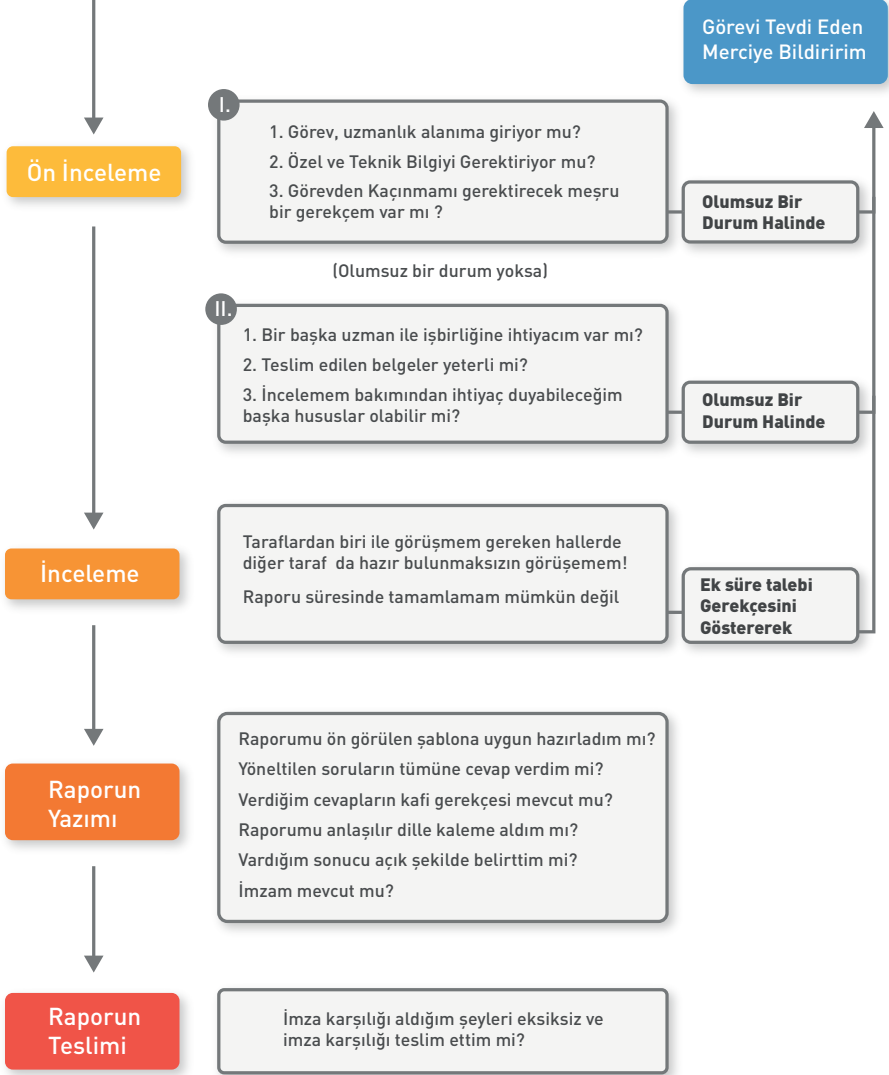 Görevi Tevdi Eden
Merciye Bildiririm
I.
Ön İnceleme
1. Görev, uzmanlık alanıma giriyor mu?
2. Özel ve Teknik Bilgiyi Gerektiriyor mu?
3. Görevden Kaçınmamı gerektirecek meşru
bir gerekçem var mı ?
Olumsuz Bir
Durum Halinde
(Olumsuz bir durum yoksa)
II.
1. Bir başka uzman ile işbirliğine ihtiyacım var mı?
2. Teslim edilen belgeler yeterli mi?
3. İncelemem bakımından ihtiyaç duyabileceğim
başka hususlar olabilir mi?
Olumsuz Bir
Durum Halinde
İnceleme
Taraflardan biri ile görüşmem gereken hallerde
diğer taraf da hazır bulunmaksızın görüşemem!
Raporu süresinde tamamlamam mümkün değil
Ek süre talebi
Gerekçesini
Göstererek
Raporun
Yazımı
Raporumu ön görülen şablona uygun hazırladım mı?
Yöneltilen soruların tümüne cevap verdim mi?
Verdiğim cevapların kafi gerekçesi mevcut mu?
Raporumu anlaşılır dille kaleme aldım mı?
Vardığım sonucu açık şekilde belirttim mi?
İmzam mevcut mu?
Raporun
Teslimi
İmza karşılığı aldığım şeyleri eksiksiz ve
imza karşılığı teslim ettim mi?